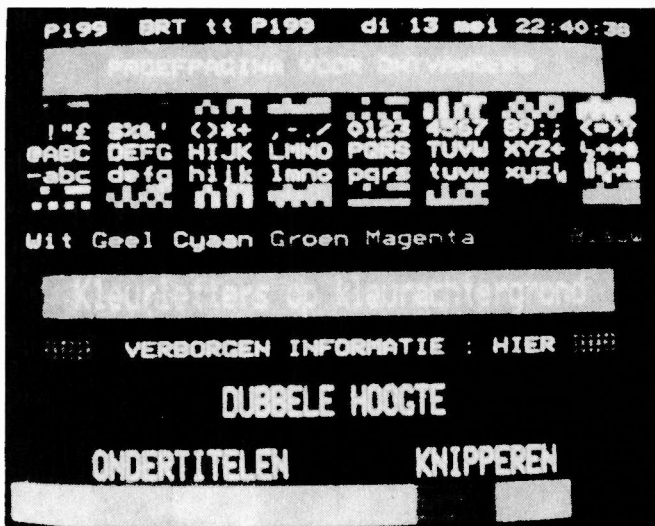 P199 BRT tt P199 di 13 mei 22:40:38
PROEFPAGINA VOOR ONTVANGERS
!"£ $%&' <>*+ ,-./ 0123 4567 89:; <=>?
@ABC DEFG HIJK LMNO PQRS TUVW XYZ
-abc defg hijk lmno pqrs tuvw xyz
Wit Geel Cyaan Groen Magenta Blauw
Kleurletters op kleurachtergrond
VERBORGEN INFORMATIE : HIER
DUBBELE HOOGTE
ONDERTITELEN KNIPPEREN